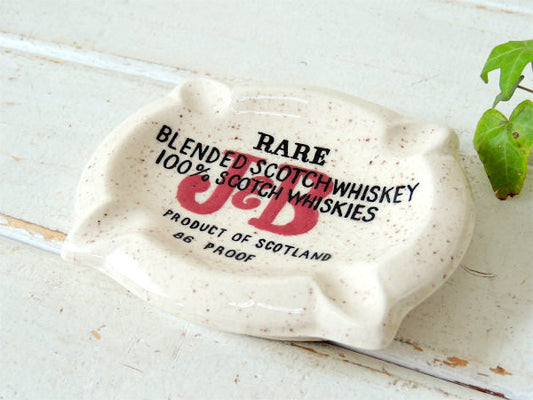 RARE
BLENDED SCOTCH WHISKEY
100% SCOTCH WHISKIES
J&B
PRODUCT OF SCOTLAND
86 PROOF